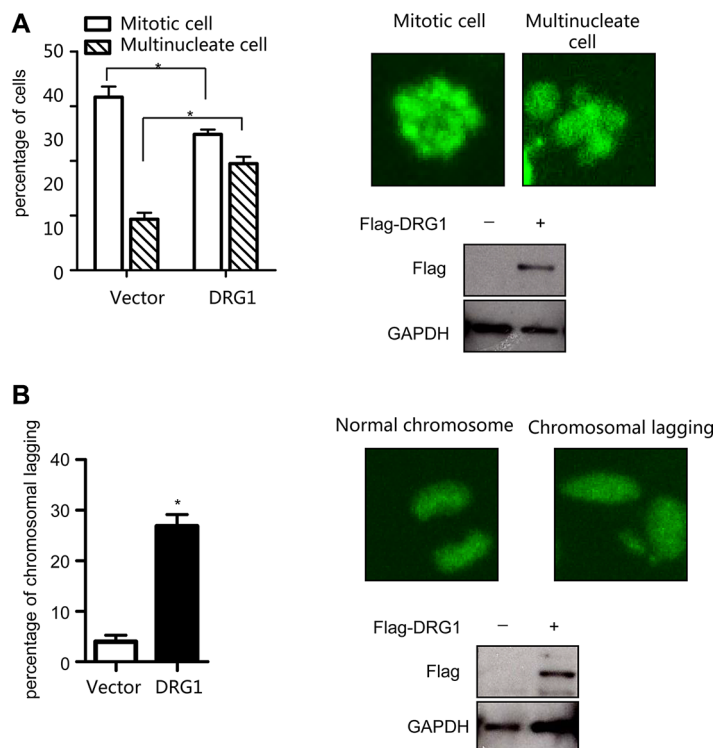 A
Mitotic cell
Multinucleate cell
percentage of cells
50
40
30
20
10
0
*
*
Vector
DRG1
Mitotic cell
Multinucleate
cell
Flag-DRG1 – +
Flag
GAPDH
B
percentage of chromosomal lagging
40
30
20
10
0
*
Vector
DRG1
Normal chromosome
Chromosomal lagging
Flag-DRG1 – +
Flag
GAPDH